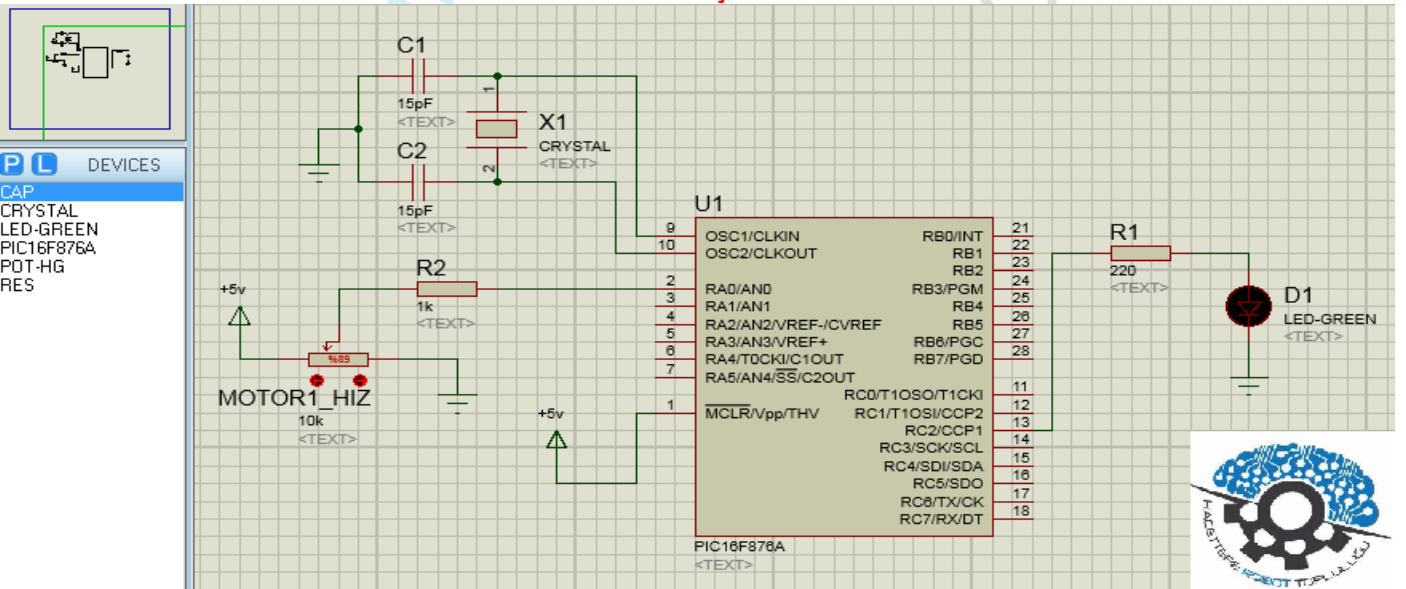 P L DEVICES
CAP
CRYSTAL
LED-GREEN
PIC16F876A
POT-HG
RES
C1
15pF
<TEXT>
1
X1
CRYSTAL
<TEXT>
2
C2
15pF
<TEXT>
R2
1k
<TEXT>
+5v
%89
MOTOR1_HIZ
10k
<TEXT>
+5v
U1
9 OSC1/CLKIN
10 OSC2/CLKOUT
2 RA0/AN0
3 RA1/AN1
4 RA2/AN2/VREF-/CVREF
5 RA3/AN3/VREF+
6 RA4/T0CKI/C1OUT
7 RA5/AN4/SS/C2OUT
1 MCLR/Vpp/THV
RB0/INT 21
RB1 22
RB2 23
RB3/PGM 24
RB4 25
RB5 26
RB6/PGC 27
RB7/PGD 28
RC0/T1OSO/T1CKI 11
RC1/T1OSI/CCP2 12
RC2/CCP1 13
RC3/SCK/SCL 14
RC4/SDI/SDA 15
RC5/SDO 16
RC6/TX/CK 17
RC7/RX/DT 18
PIC16F876A
<TEXT>
R1
220
<TEXT>
D1
LED-GREEN
<TEXT>
HACETTEPE ROBOT TOPLULUĞU